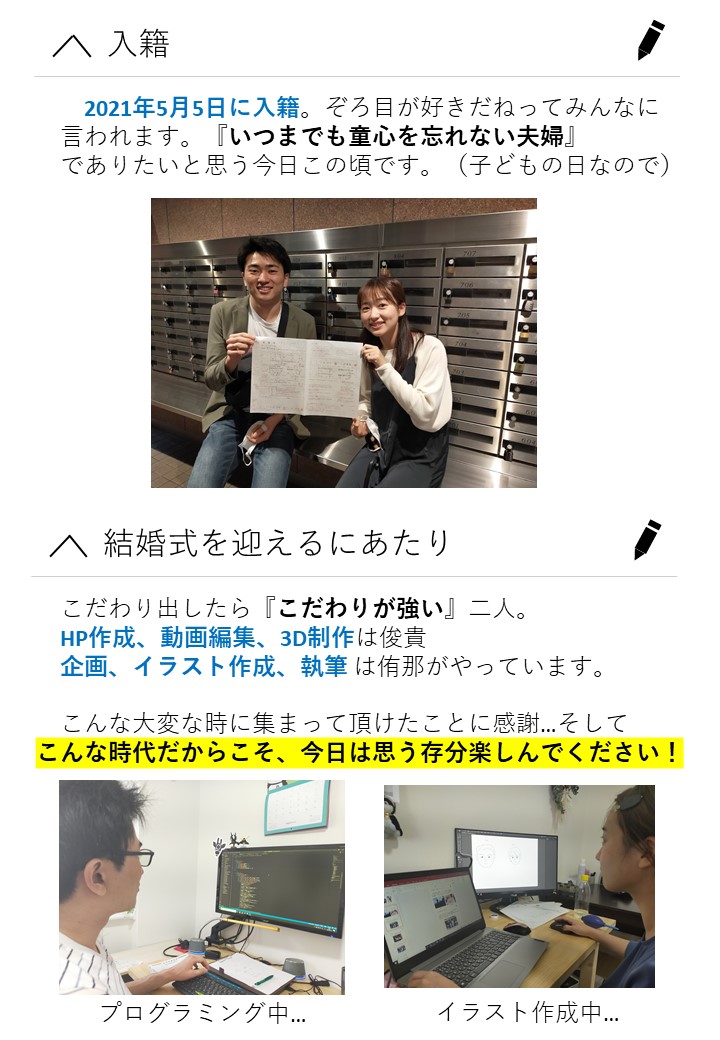 へ 入籍
2021年5月5日に入籍。ぞろ目が好きだねってみんなに
言われます。『いつまでも童心を忘れない夫婦』
でありたいと思う今日この頃です。（子どもの日なので）
707
706
705
704
604
へ 結婚式を迎えるにあたり
こだわり出したら『こだわりが強い』二人。
HP作成、動画編集、3D制作は俊貴
企画、イラスト作成、執筆 は侑那がやっています。
こんな大変な時に集まって頂けたことに感謝…そして
こんな時代だからこそ、今日は思う存分楽しんでください！
プログラミング中…
イラスト作成中…